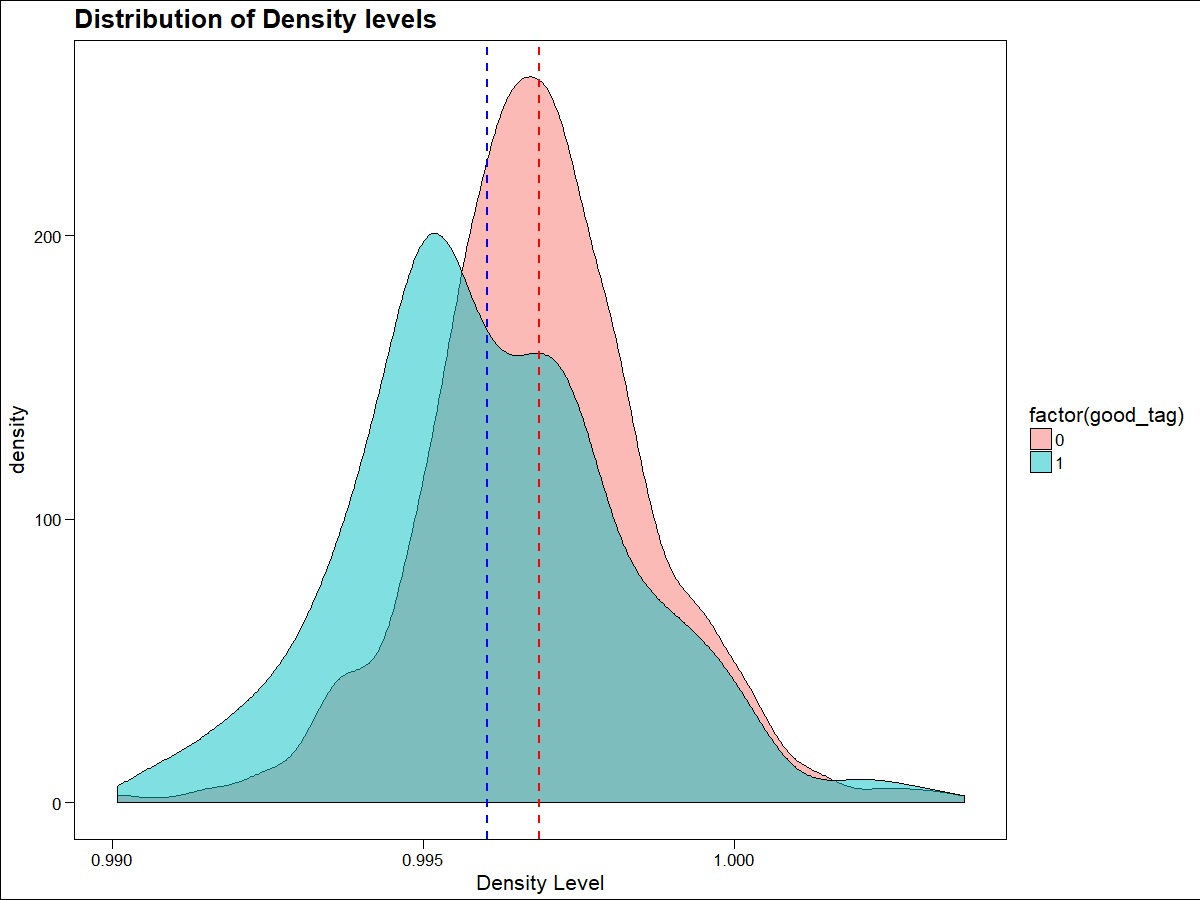 Distribution of Density levels
density
200
100
0
0.990
0.995
1.000
Density Level
factor(good_tag)
0
1